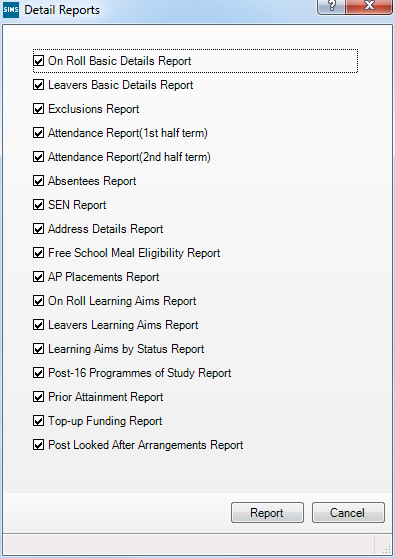 SIMS Detail Reports
? X
On Roll Basic Details Report
Leavers Basic Details Report
Exclusions Report
Attendance Report(1st half term)
Attendance Report(2nd half term)
Absentees Report
SEN Report
Address Details Report
Free School Meal Eligibility Report
AP Placements Report
On Roll Learning Aims Report
Leavers Learning Aims Report
Learning Aims by Status Report
Post-16 Programmes of Study Report
Prior Attainment Report
Top-up Funding Report
Post Looked After Arrangements Report
Report Cancel